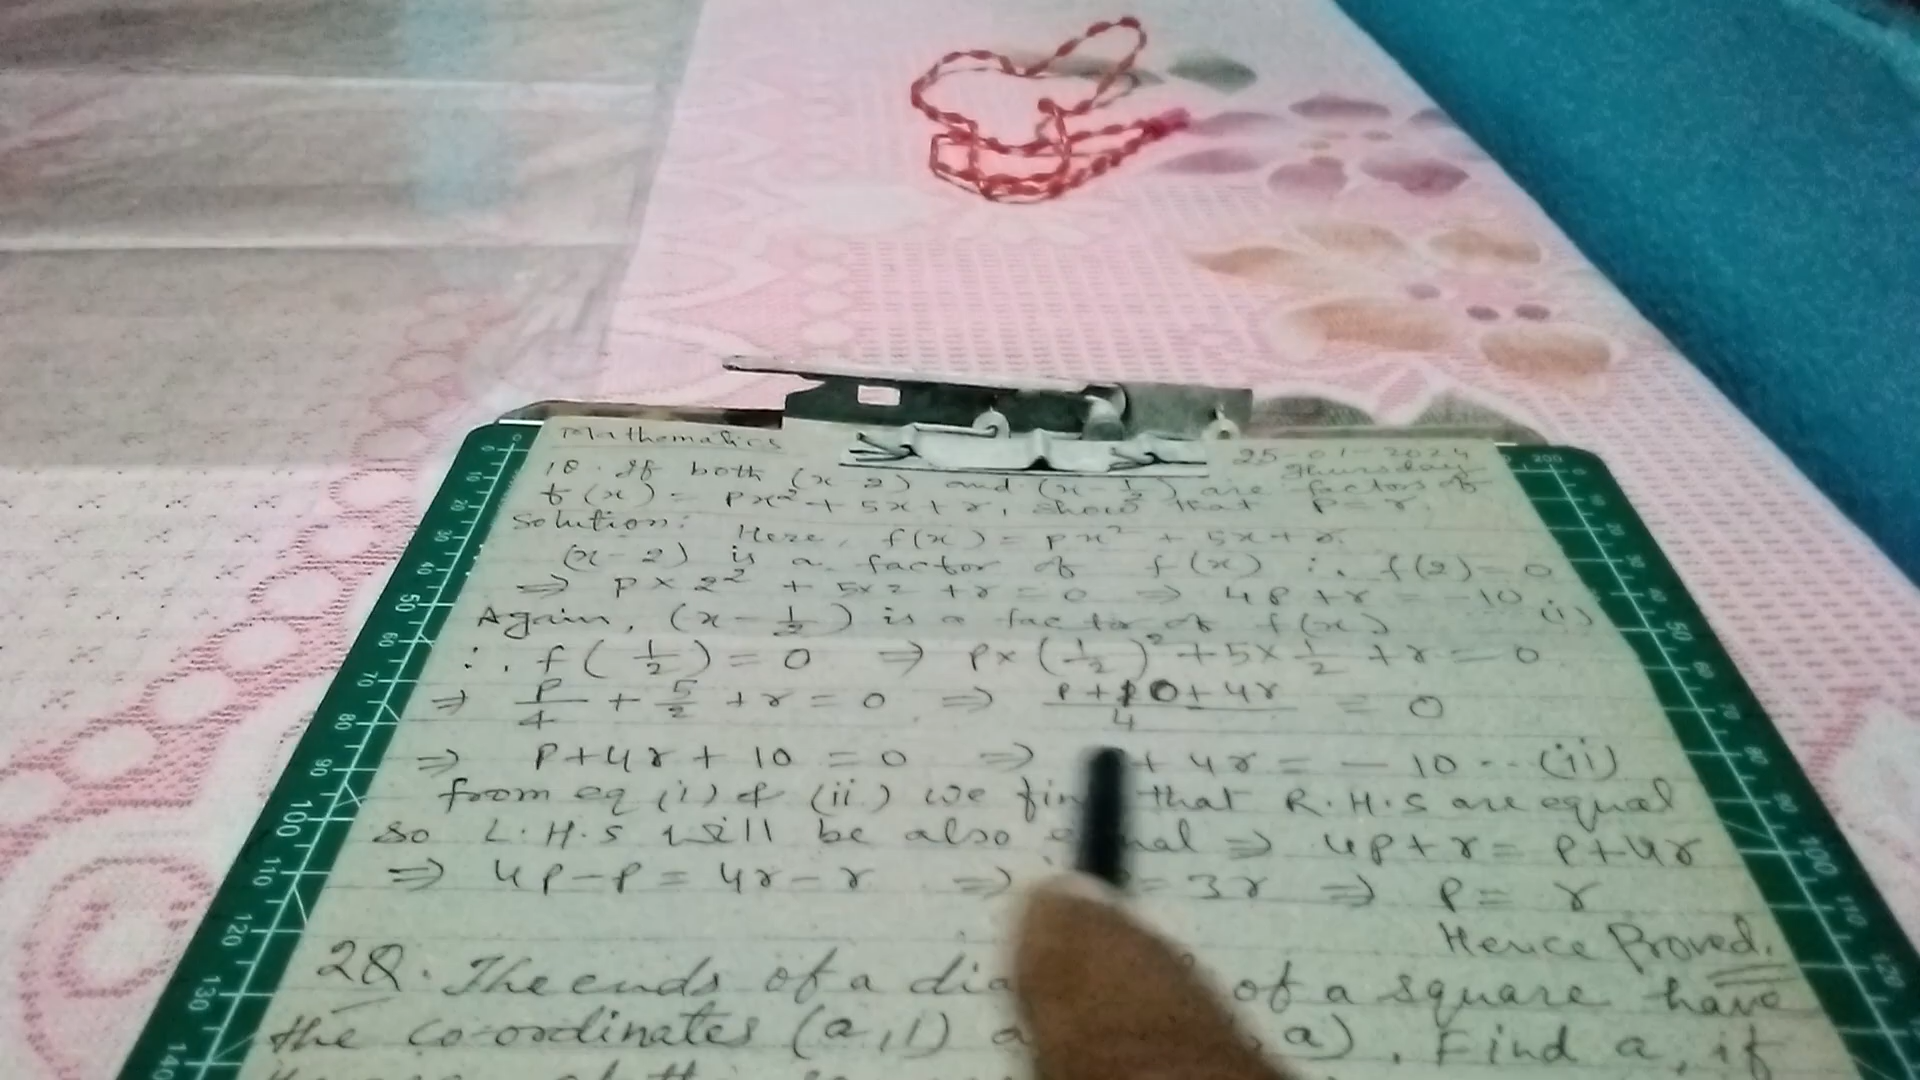 Mathematics
25-01-2024
Thursday
1Q. If both (x-2) and (x-1/2) are factors of
f(x) = px² + 5x + r, show that p = r.
Solution: Here, f(x) = px² + 5x + r.
(x-2) is a factor of f(x) ∴ f(2) = 0
⇒ p×2² + 5×2 + r = 0 ⇒ 4p + r = -10
(i)
Again, (x - 1/2) is a factor of f(x)
∴ f(1/2) = 0 ⇒ p×(1/2)² + 5×1/2 + r = 0
⇒ p/4 + 5/2 + r = 0 ⇒ (p+10+4r)/4 = 0
⇒ p+4r+10 = 0 ⇒ + 4r = -10 -- (ii)
from eq (i) & (ii) we that R.H.S are equal
so L.H.S will be also ⇒ 4p+r = p+4r
⇒ 4p-p = 4r-r ⇒ = 3r ⇒ p = r
Hence Proved.
2Q. The ends of a of a square have
the co-ordinates (a,1) a). Find a, if